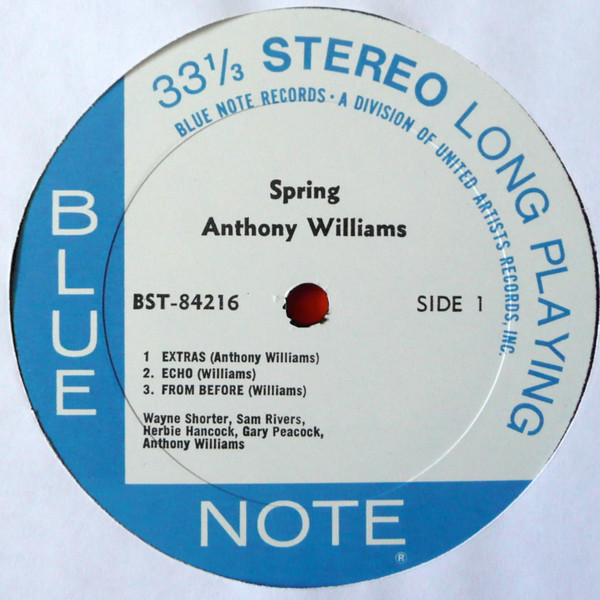 33⅓ STEREO LONG PLAYING
BLUE NOTE RECORDS · A DIVISION OF UNITED ARTISTS RECORDS, INC.
Spring
Anthony Williams
BST-84216
SIDE 1
1 EXTRAS (Anthony Williams)
2. ECHO (Williams)
3. FROM BEFORE (Williams)
Wayne Shorter, Sam Rivers,
Herbie Hancock, Gary Peacock,
Anthony Williams
BLUE
NOTE
®